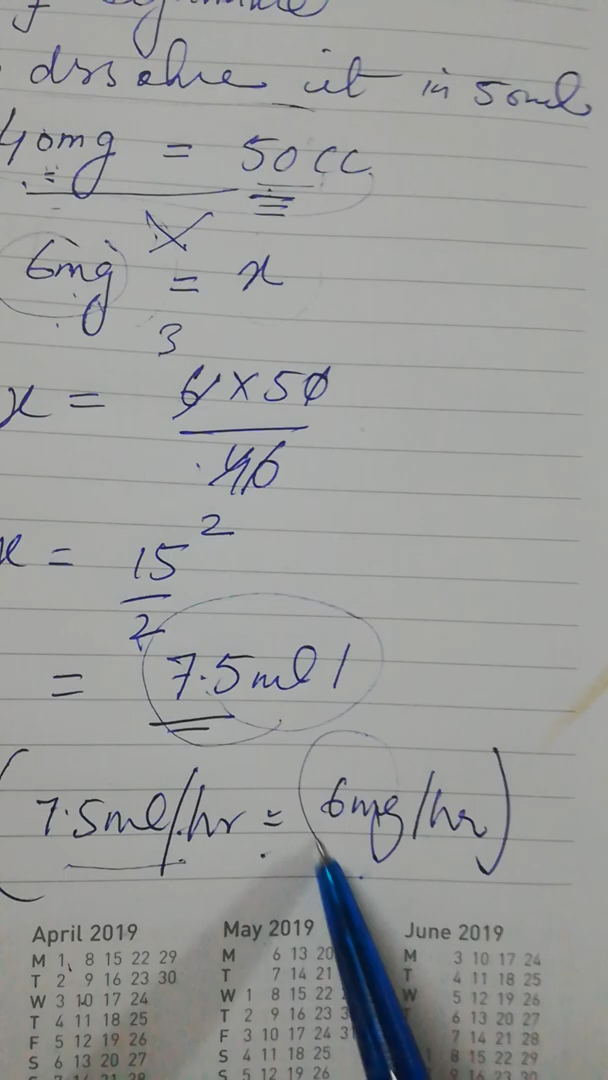 dissolve it in 50ml
40mg = 50cc
6mg = x
3
x = 6 x 50
40
2
x = 15
2
= 7.5ml /
(7.5ml/hr = 6mg/hr)
April 2019 May 2019 June 2019
M 1 8 15 22 29 M 6 13 20 M 3 10 17 24
T 2 9 16 23 30 T 7 14 21 T 4 11 18 25
W 3 10 17 24 W 1 8 15 22 W 5 12 19 26
T 4 11 18 25 T 2 9 16 23 T 6 13 20 27
F 5 12 19 26 F 3 10 17 24 31 7 14 21 28
S 6 13 20 27 S 4 11 18 25 8 15 22 29
S 5 12 19 26